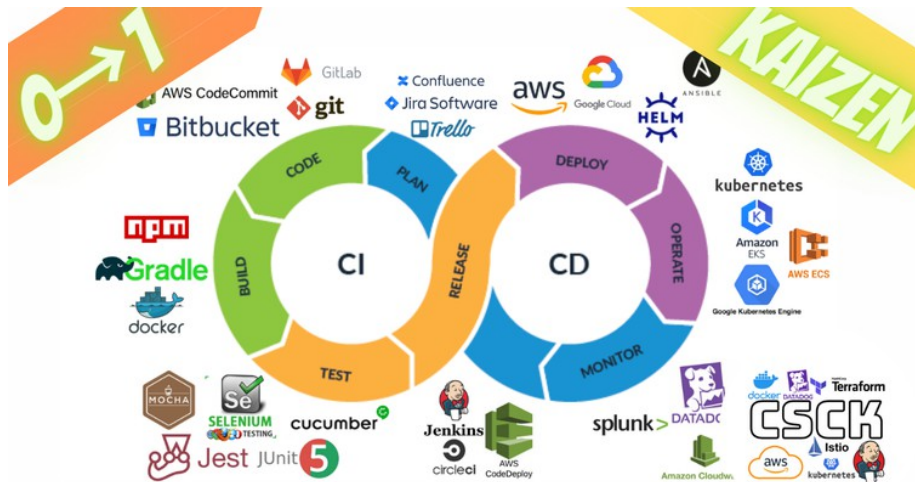 0→1
KAIZEN
GitLab
AWS CodeCommit
git
Bitbucket
Confluence
Jira Software
Trello
aws
Google Cloud
HELM
ANSIBLE
CODE
PLAN
BUILD
TEST
RELEASE
DEPLOY
OPERATE
MONITOR
CI
CD
npm
Gradle
docker
kubernetes
Amazon
EKS
AWS ECS
Google Kubernetes Engine
MOCHA
Se
SELENIUM
TESTING
cucumber
Jest
JUnit 5
Jenkins
circleci
AWS
CodeDeploy
splunk>
Amazon Cloudw
docker
DATADOG
Terraform
CSCK
Istio
aws
kubernetes